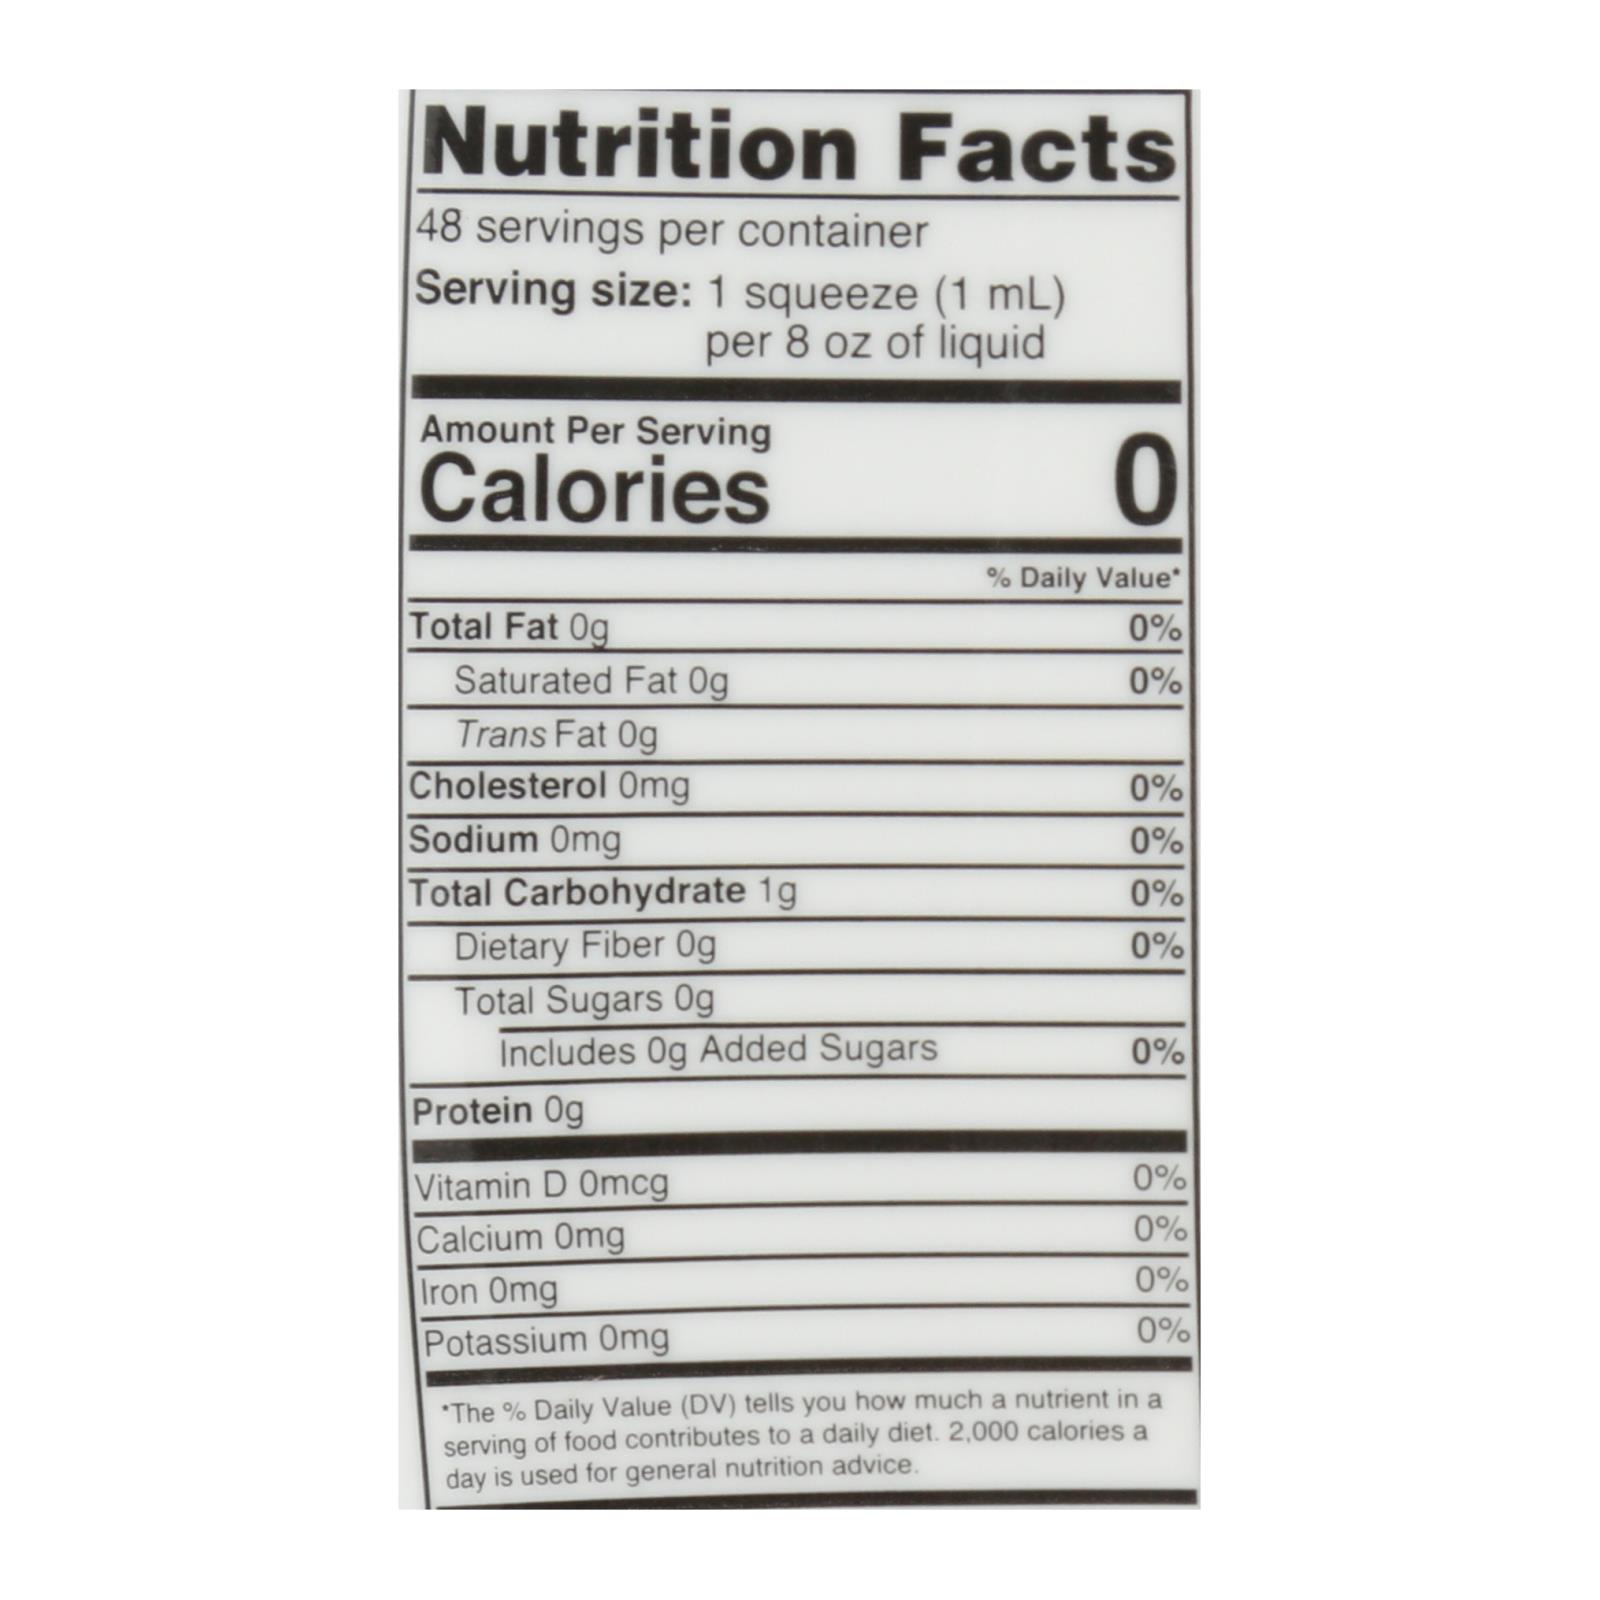 Nutrition Facts
48 servings per container
Serving size: 1 squeeze (1 mL)
per 8 oz of liquid
Amount Per Serving
Calories 0
% Daily Value*
Total Fat 0g 0%
Saturated Fat 0g 0%
Trans Fat 0g
Cholesterol 0mg 0%
Sodium 0mg 0%
Total Carbohydrate 1g 0%
Dietary Fiber 0g 0%
Total Sugars 0g
Includes 0g Added Sugars 0%
Protein 0g
Vitamin D 0mcg 0%
Calcium 0mg 0%
Iron 0mg 0%
Potassium 0mg 0%
*The % Daily Value (DV) tells you how much a nutrient in a
serving of food contributes to a daily diet. 2,000 calories a
day is used for general nutrition advice.